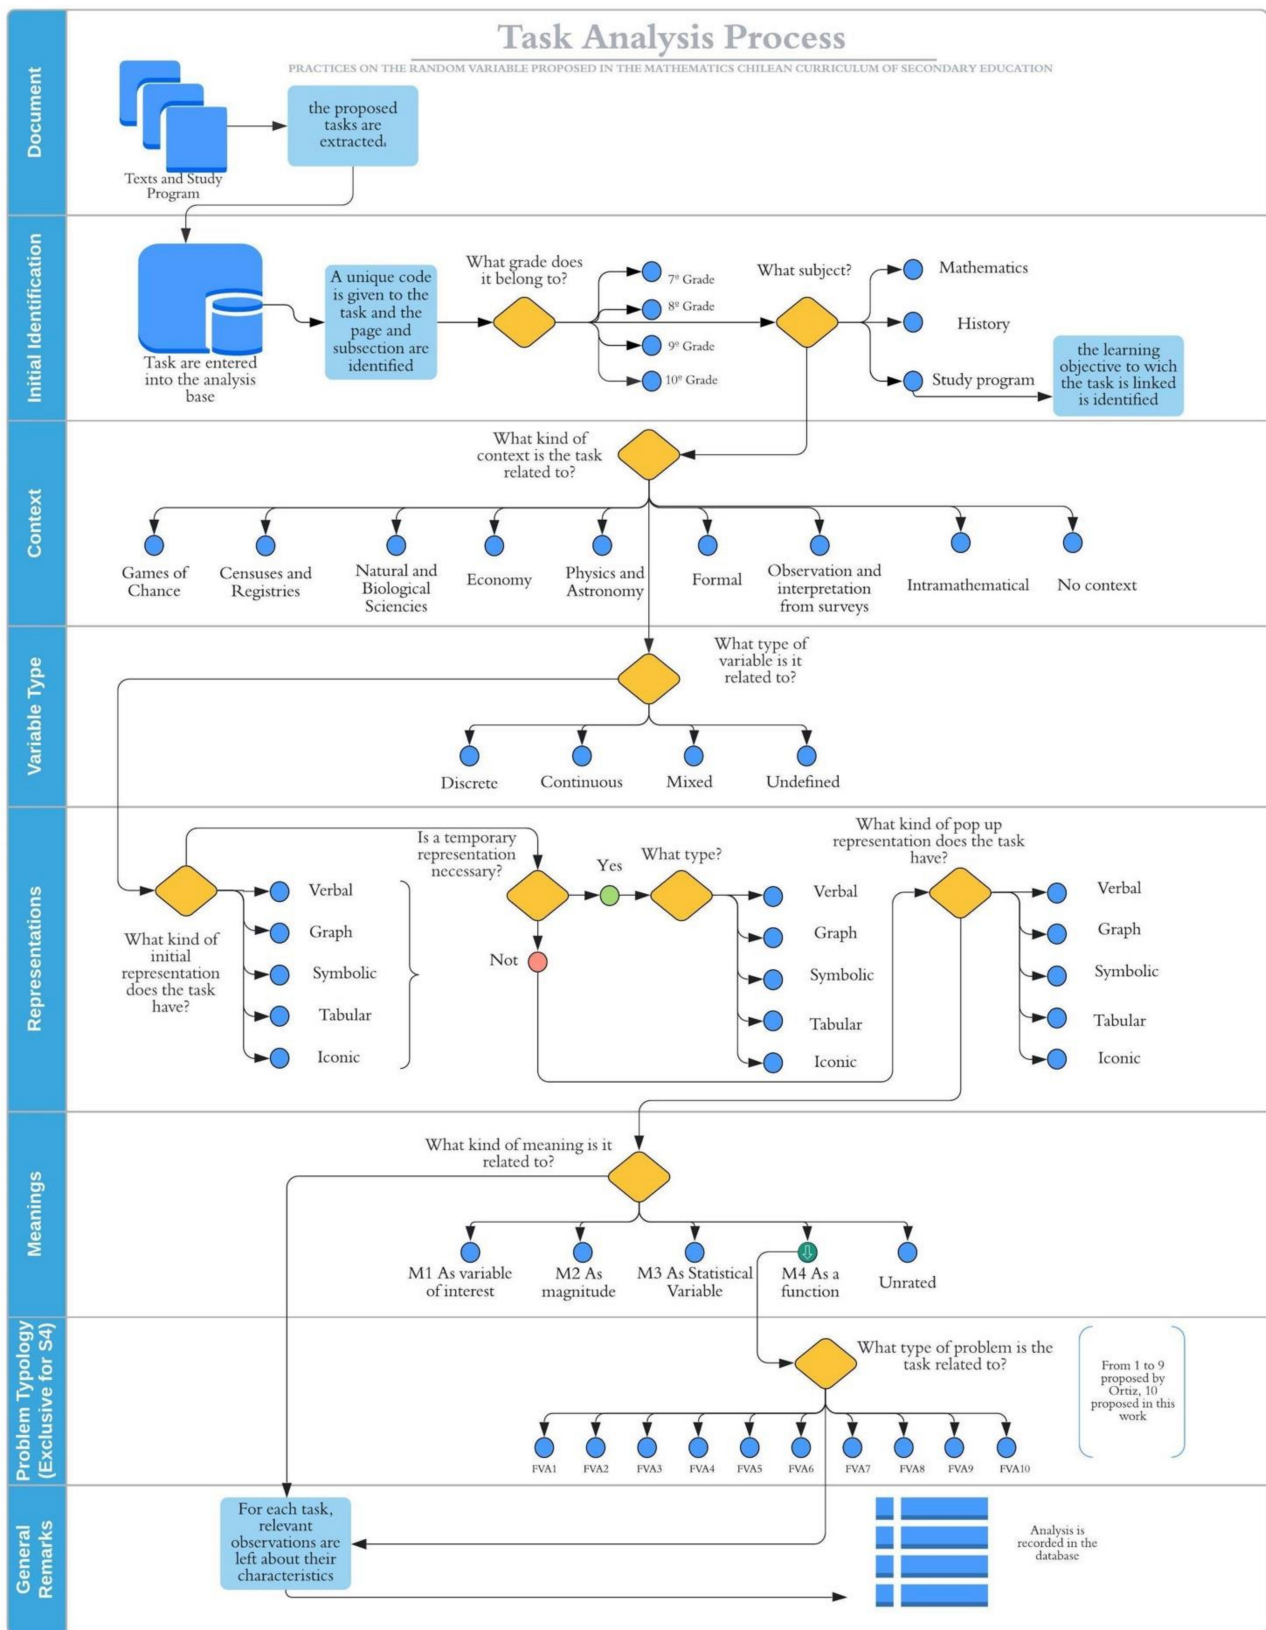 Task Analysis Process
PRACTICES ON THE RANDOM VARIABLE PROPOSED IN THE MATHEMATICS CHILEAN CURRICULUM OF SECONDARY EDUCATION
Document
the proposed
tasks are
extracted.
Texts and Study
Program
Initial Identification
Task are entered
into the analysis
base
A unique code
is given to the
task and the
page and
subsection are
identified
What grade does
it belong to?
7º Grade
8º Grade
9º Grade
10º Grade
What subject?
Mathematics
History
Study program
the learning
objective to wich
the task is linked
is identified
Context
What kind of
context is the task
related to?
Games of
Chance
Censuses and
Registries
Natural and
Biological
Sciencies
Economy
Physics and
Astronomy
Formal
Observation and
interpretation
from surveys
Intramathematical
No context
Variable Type
What type of
variable is it
related to?
Discrete
Continuous
Mixed
Undefined
Representations
What kind of
initial
representation
does the task
have?
Verbal
Graph
Symbolic
Tabular
Iconic
Is a temporary
representation
necessary?
Yes
Not
What type?
Verbal
Graph
Symbolic
Tabular
Iconic
What kind of pop up
representation does the task
have?
Verbal
Graph
Symbolic
Tabular
Iconic
Meanings
What kind of meaning is it
related to?
M1 As variable
of interest
M2 As
magnitude
M3 As Statistical
Variable
M4 As a
function
Unrated
Problem Typology
(Exclusive for S4)
What type of problem is the
task related to?
From 1 to 9
proposed by
Ortiz, 10
proposed in this
work
FVA1
FVA2
FVA3
FVA4
FVA5
FVA6
FVA7
FVA8
FVA9
FVA10
General
Remarks
For each task,
relevant
observations are
left about their
characteristics
Analysis is
recorded in the
database